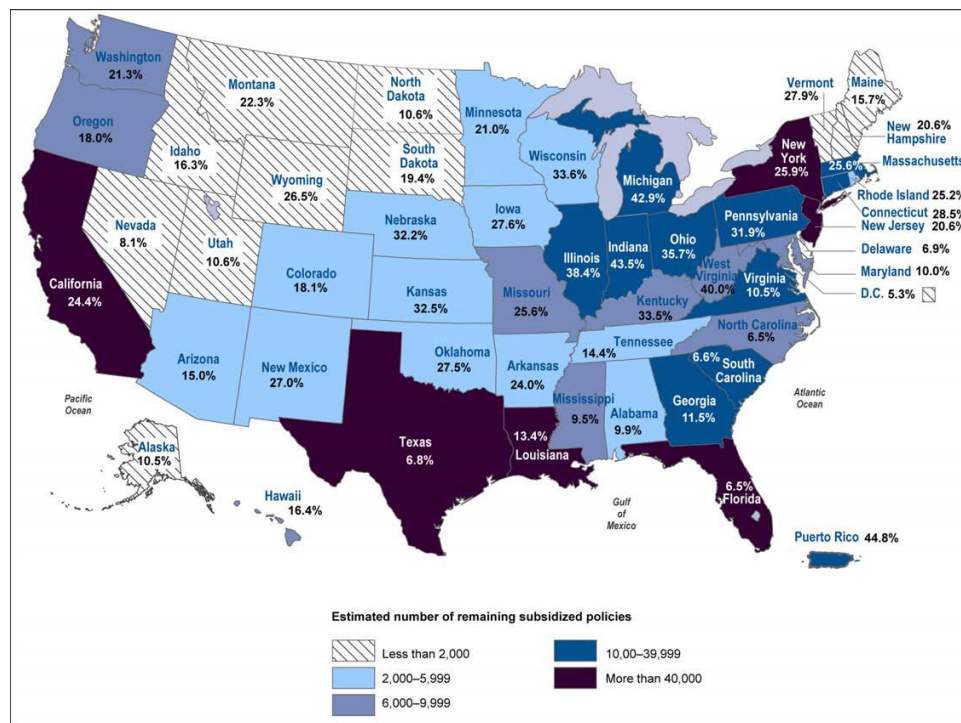 Washington
21.3%
Oregon
18.0%
California
24.4%
Nevada
8.1%
Idaho
16.3%
Montana
22.3%
Wyoming
26.5%
Utah
10.6%
Colorado
18.1%
Arizona
15.0%
New Mexico
27.0%
North
Dakota
10.6%
South
Dakota
19.4%
Nebraska
32.2%
Kansas
32.5%
Oklahoma
27.5%
Texas
6.8%
Minnesota
21.0%
Iowa
27.6%
Missouri
25.6%
Arkansas
24.0%
13.4%
Louisiana
Wisconsin
33.6%
Illinois
38.4%
Michigan
42.9%
Indiana
43.5%
Ohio
35.7%
West
Virginia
40.0%
Kentucky
33.5%
Tennessee
14.4%
Mississippi
9.5%
Alabama
9.9%
Georgia
11.5%
6.5%
Florida
6.6%
South
Carolina
North Carolina
6.5%
Virginia
10.5%
Pennsylvania
31.9%
New
York
25.9%
Vermont
27.9%
Maine
15.7%
New 20.6%
Hampshire
25.6%
Massachusetts
Rhode Island 25.2%
Connecticut 28.5%
New Jersey 20.6%
Delaware 6.9%
Maryland 10.0%
D.C. 5.3%
Pacific
Ocean
Atlantic
Ocean
Gulf
of
Mexico
Alaska
10.5%
Hawaii
16.4%
Puerto Rico 44.8%
Estimated number of remaining subsidized policies
Less than 2,000
2,000–5,999
6,000–9,999
10,00–39,999
More than 40,000